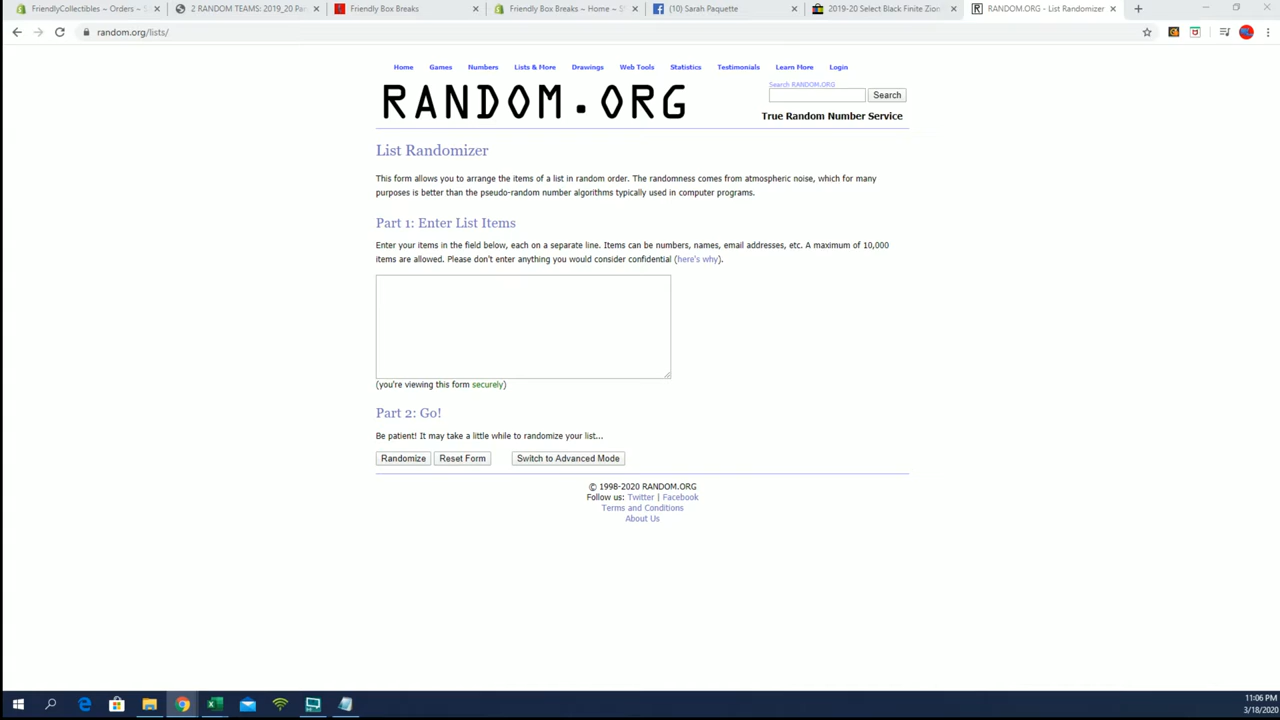 FriendlyCollectibles ~ Orders ~ S
2 RANDOM TEAMS: 2019_20 Pa
Friendly Box Breaks
Friendly Box Breaks ~ Home ~ S
(10) Sarah Paquette
2019-20 Select Black Finite Zion
RANDOM.ORG - List Randomizer
random.org/lists/
Home Games Numbers Lists & More Drawings Web Tools Statistics Testimonials Learn More Login
Search RANDOM.ORG
RANDOM.ORG
Search
True Random Number Service
List Randomizer
This form allows you to arrange the items of a list in random order. The randomness comes from atmospheric noise, which for many
purposes is better than the pseudo-random number algorithms typically used in computer programs.
Part 1: Enter List Items
Enter your items in the field below, each on a separate line. Items can be numbers, names, email addresses, etc. A maximum of 10,000
items are allowed. Please don't enter anything you would consider confidential (here's why).
(you're viewing this form securely)
Part 2: Go!
Be patient! It may take a little while to randomize your list...
Randomize Reset Form Switch to Advanced Mode
© 1998-2020 RANDOM.ORG
Follow us: Twitter | Facebook
Terms and Conditions
About Us
11:06 PM
3/18/2020